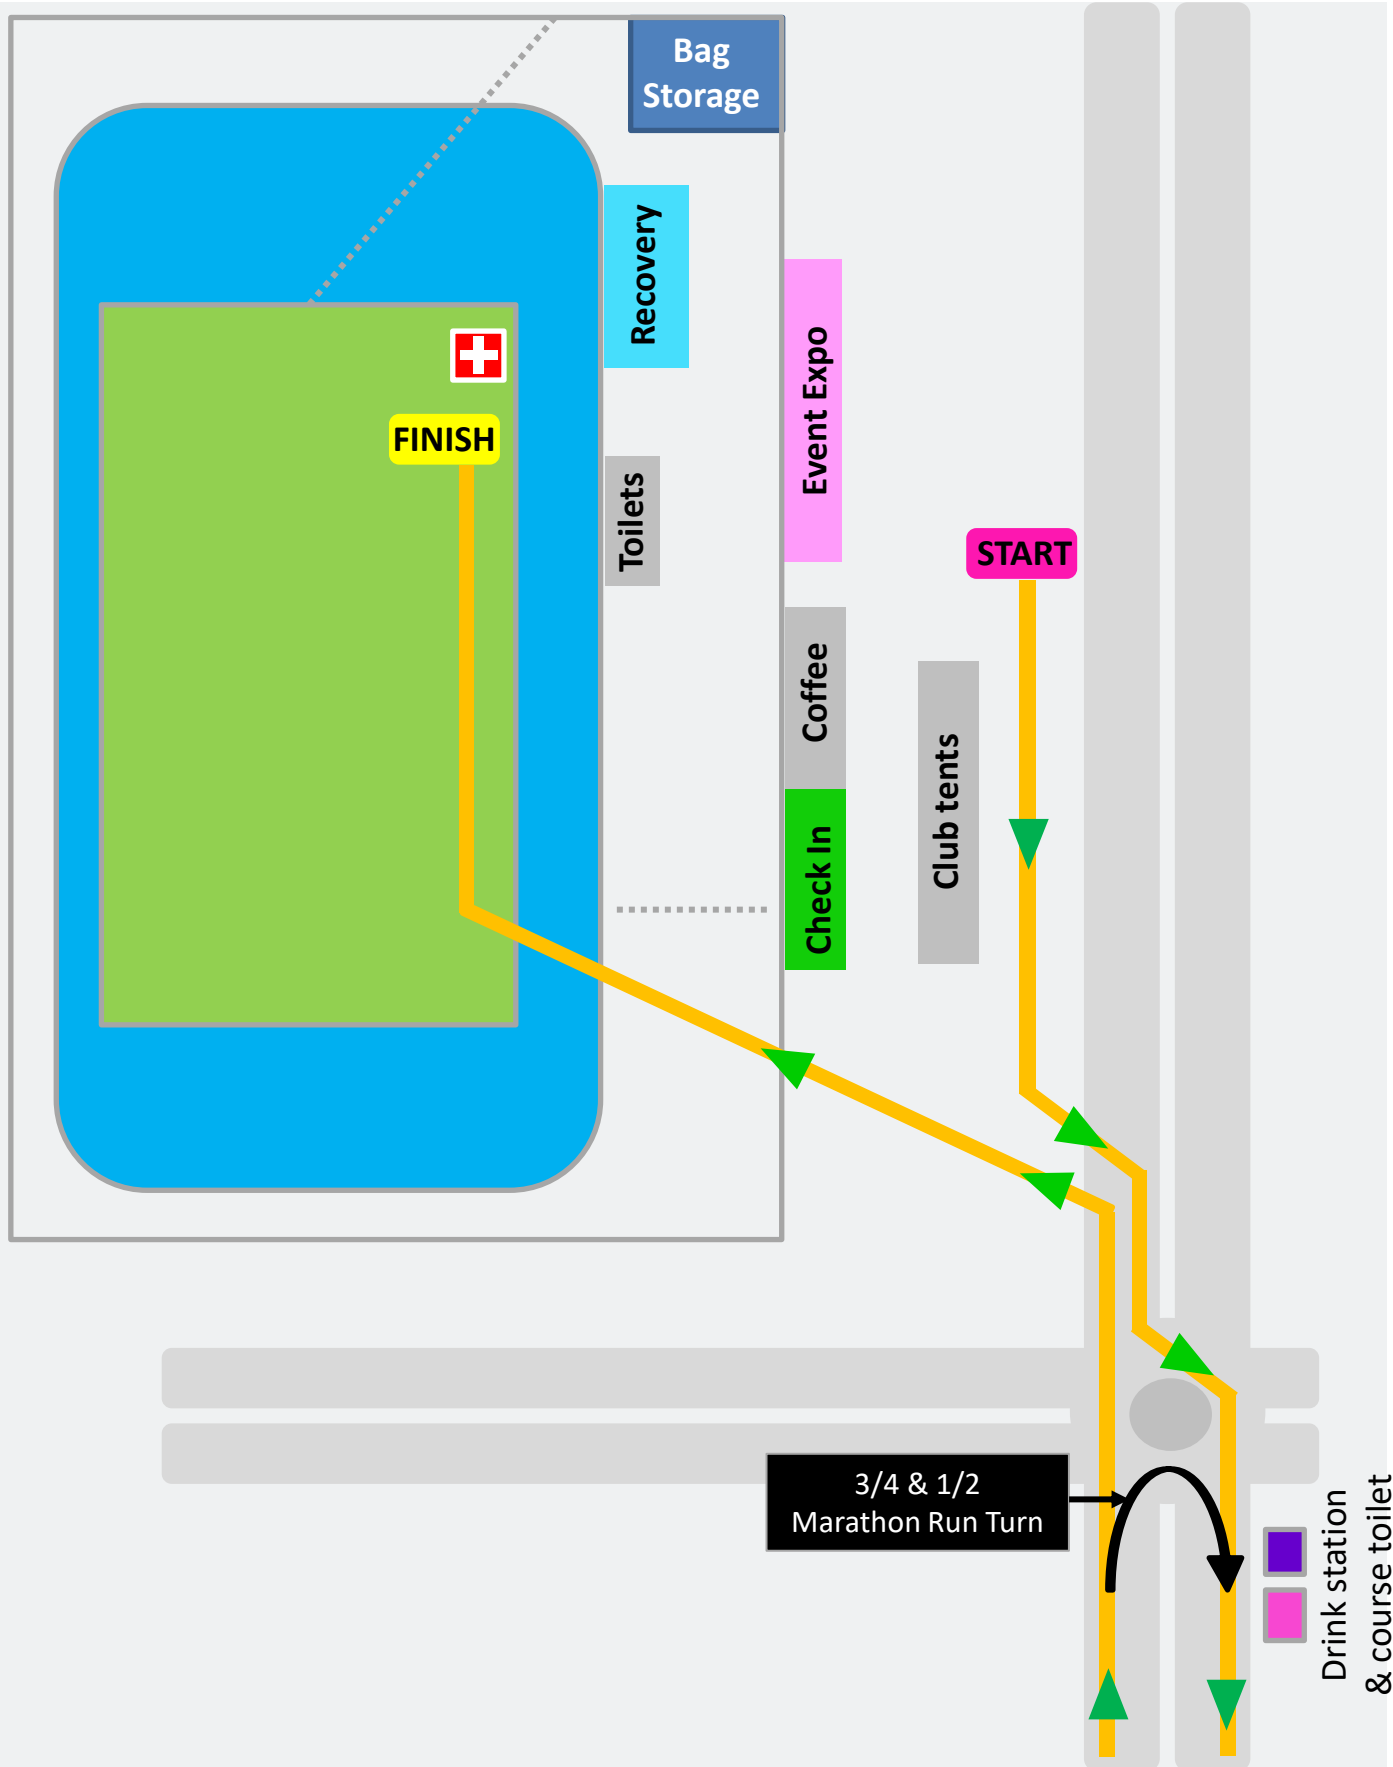 Bag
Storage
Recovery
Event Expo
FINISH
Toilets
START
Coffee
Club tents
Check In
3/4 & 1/2
Marathon Run Turn
Drink station
& course toilet